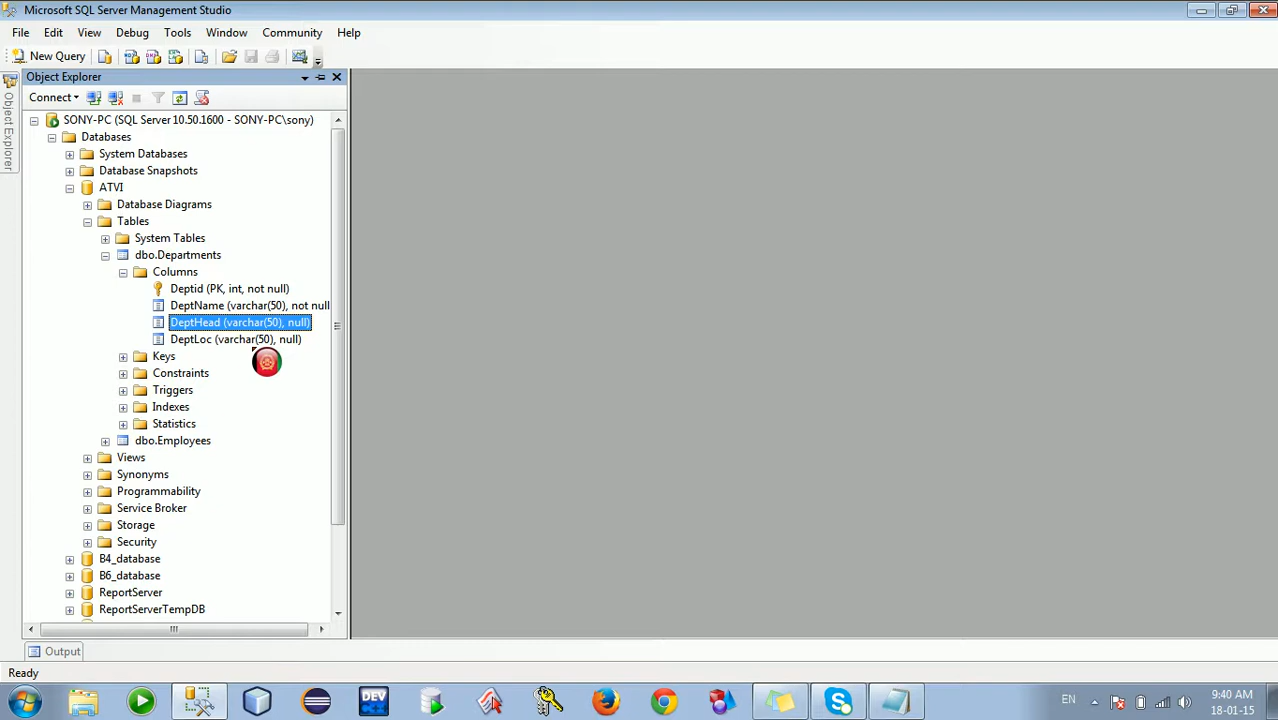 Microsoft SQL Server Management Studio
File Edit View Debug Tools Window Community Help
New Query
Object Explorer
Object Explorer
Connect
SONY-PC (SQL Server 10.50.1600 - SONY-PC\sony)
Databases
System Databases
Database Snapshots
ATVI
Database Diagrams
Tables
System Tables
dbo.Departments
Columns
Deptid (PK, int, not null)
DeptName (varchar(50), not null
DeptHead (varchar(50), null)
DeptLoc (varchar(50), null)
Keys
Constraints
Triggers
Indexes
Statistics
dbo.Employees
Views
Synonyms
Programmability
Service Broker
Storage
Security
B4_database
B6_database
ReportServer
ReportServerTempDB
Output
Ready
DEV
EN
9:40 AM
18-01-15